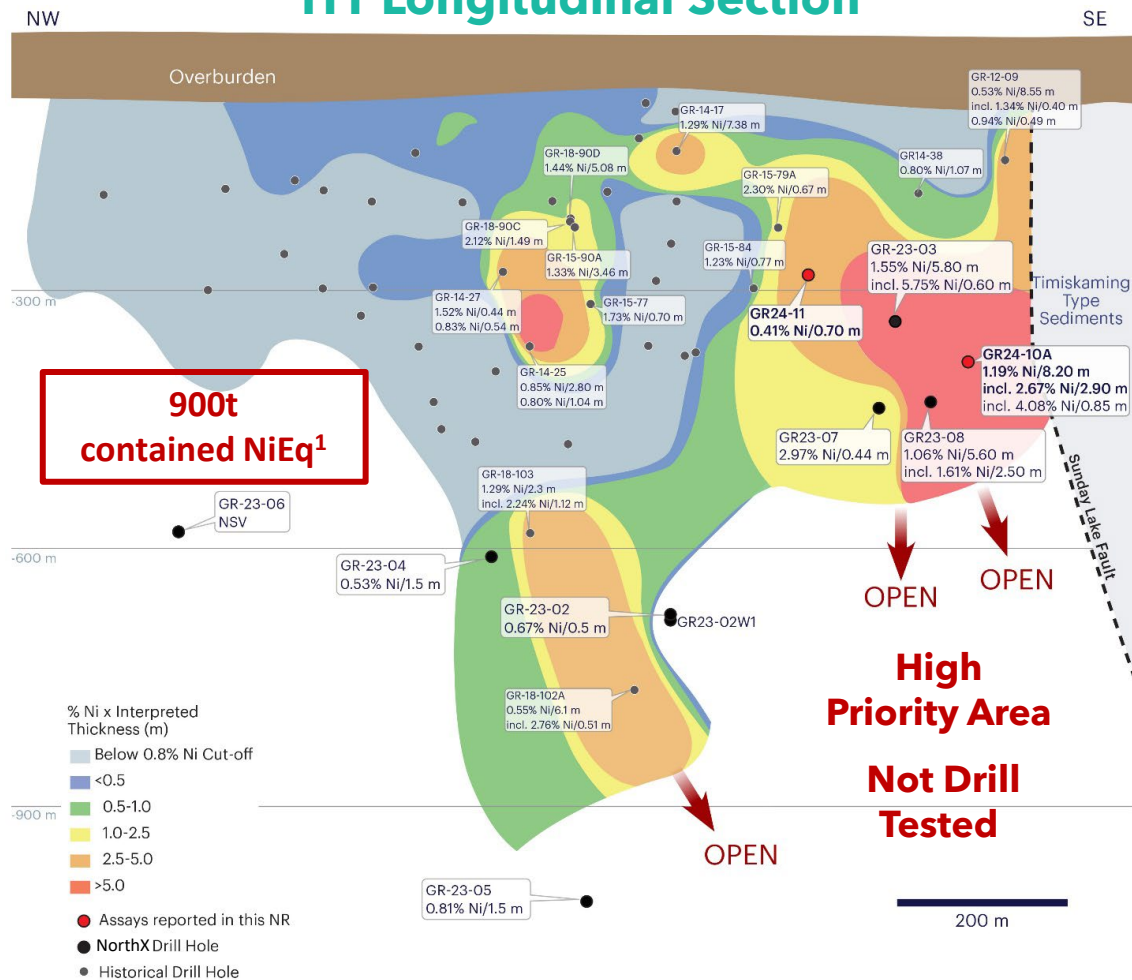 NW
SE
Longitudinal Section
Overburden
GR-12-09
0.53% Ni/8.55 m
incl. 1.34% Ni/0.40 m
0.94% Ni/0.49 m
GR-14-17
1.29% Ni/7.38 m
GR-18-90D
1.44% Ni/5.08 m
GR14-38
0.80% Ni/1.07 m
GR-15-79A
2.30% Ni/0.67 m
GR-18-90C
2.12% Ni/1.49 m
GR-15-90A
1.33% Ni/3.46 m
GR-15-84
1.23% Ni/0.77 m
GR-23-03
1.55% Ni/5.80 m
incl. 5.75% Ni/0.60 m
-300 m
GR-14-27
1.52% Ni/0.44 m
0.83% Ni/0.54 m
GR-15-77
1.73% Ni/0.70 m
GR24-11
0.41% Ni/0.70 m
Timiskaming
Type
Sediments
GR24-10A
1.19% Ni/8.20 m
incl. 2.67% Ni/2.90 m
incl. 4.08% Ni/0.85 m
GR-14-25
0.85% Ni/2.80 m
0.80% Ni/1.04 m
900t
contained NiEq¹
GR23-07
2.97% Ni/0.44 m
GR23-08
1.06% Ni/5.60 m
incl. 1.61% Ni/2.50 m
GR-18-103
1.29% Ni/2.3 m
incl. 2.24% Ni/1.12 m
Sunday Lake Fault
GR-23-06
NSV
-600 m
GR-23-04
0.53% Ni/1.5 m
OPEN
OPEN
GR-23-02
0.67% Ni/0.5 m
GR23-02W1
High
Priority Area
Not Drill
Tested
GR-18-102A
0.55% Ni/6.1 m
incl. 2.76% Ni/0.51 m
% Ni x Interpreted
Thickness (m)
Below 0.8% Ni Cut-off
<0.5
0.5-1.0
-900 m
1.0-2.5
2.5-5.0
>5.0
OPEN
GR-23-05
0.81% Ni/1.5 m
200 m
Assays reported in this NR
NorthX Drill Hole
Historical Drill Hole